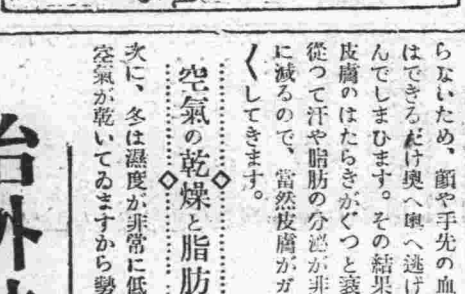 らないため、顔や手先の血
はできるだけ奥へ奥へ逃げ
んでしまひます。その結果
皮膚のはたらきがぐつと衰
從つて汗や脂肪の分泌が非
に減るので、當然皮膚がガ
くしてきます。
空氣の乾燥と脂肪
次に、冬は濕度が非常に低
空氣が乾いてゐますから勢